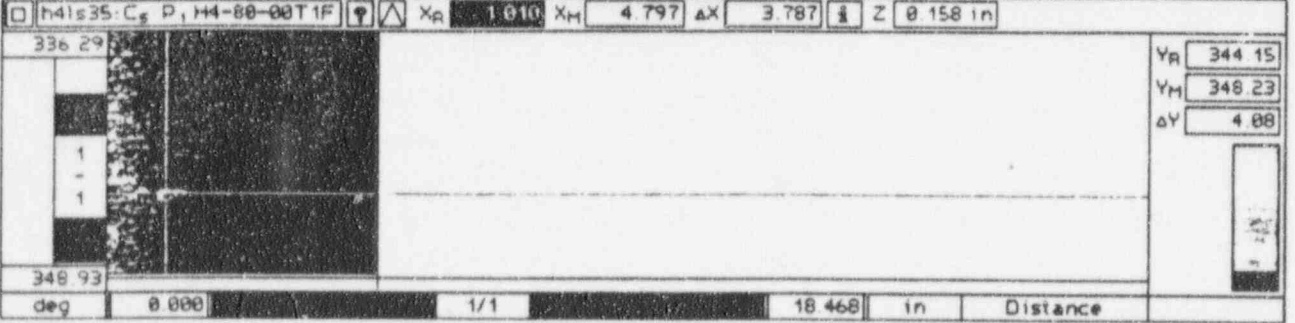 h4ls35:Cs P, H4-80-00T1F XR 1.010 XM 4.797 ΔX 3.787 Z 0.158 in
336.29
YR 344.15
YM 348.23
ΔY 4.08
1
-
1
348.93
deg 0.000 1/1 18.468 in Distance